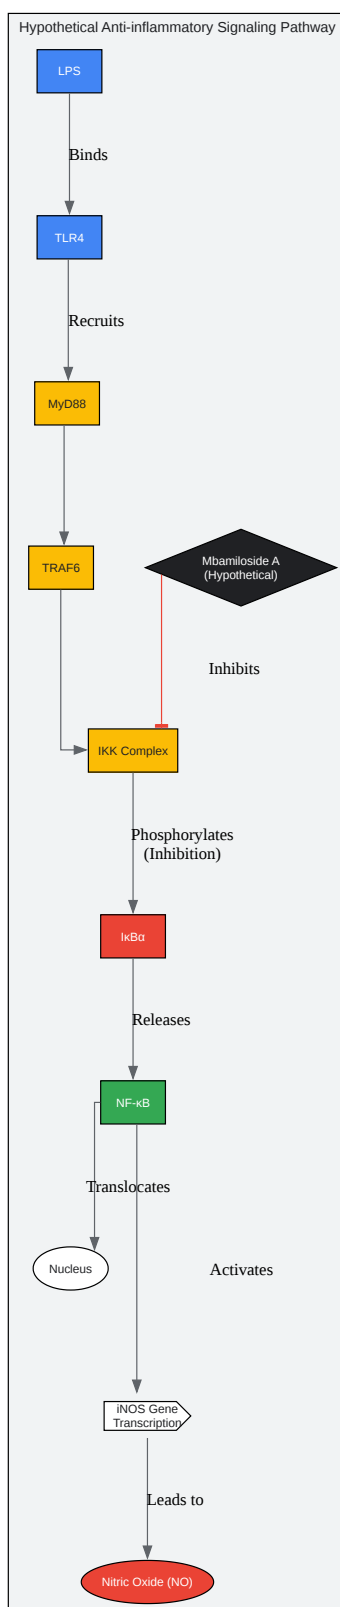 Hypothetical Anti-inflammatory Signaling Pathway
LPS
Binds
TLR4
Recruits
MyD88
TRAF6
Mbamiloside A
(Hypothetical)
Inhibits
IKK Complex
Phosphorylates
(Inhibition)
IκBα
Releases
NF-κB
Translocates
Nucleus
Activates
iNOS Gene
Transcription
Leads to
Nitric Oxide (NO)